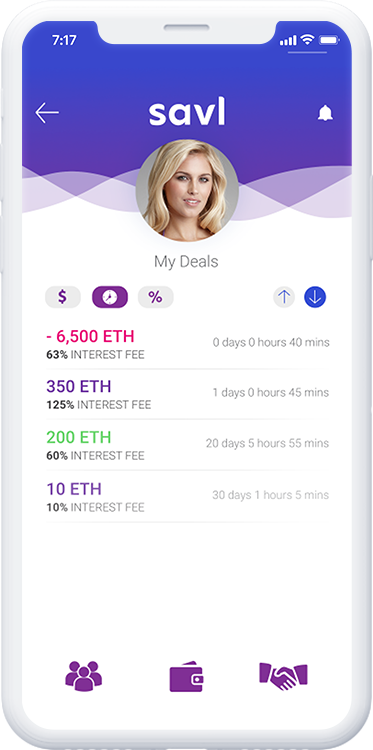 7:17
savl
My Deals
$ %
- 6,500 ETH
0 days 0 hours 40 mins
63% INTEREST FEE
350 ETH
1 days 0 hours 45 mins
125% INTEREST FEE
200 ETH
20 days 5 hours 55 mins
60% INTEREST FEE
10 ETH
30 days 1 hours 5 mins
10% INTEREST FEE